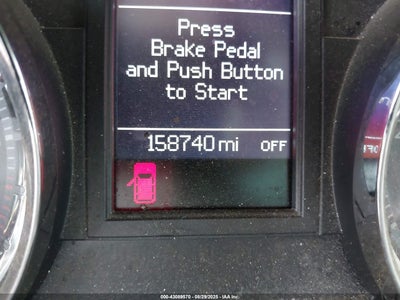 Press
Brake Pedal
and Push Button
to Start
158740 mi OFF
000-43089570 - 08/29/2025 - IAA Inc.